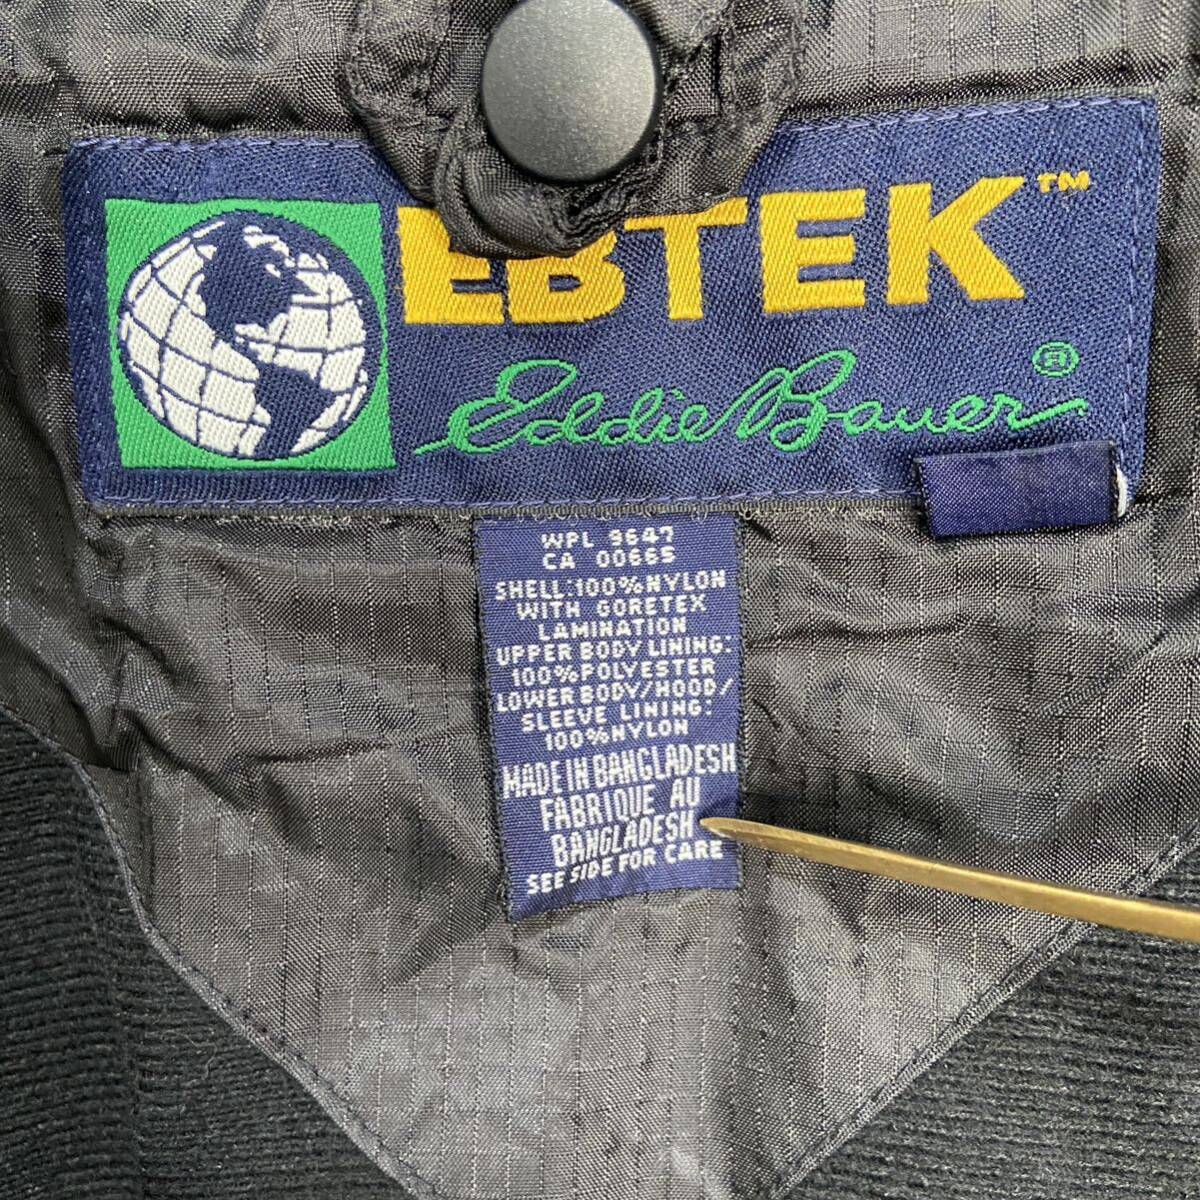 EBTEK™
Eddie Bauer®
WPL 9647
CA 00665
SHELL:100%NYLON
WITH GORETEX
LAMINATION
UPPER BODY LINING:
100%POLYESTER
LOWER BODY/HOOD/
SLEEVE LINING:
100%NYLON
MADE IN BANGLADESH
FABRIQUE AU
BANGLADESH
SEE SIDE FOR CARE